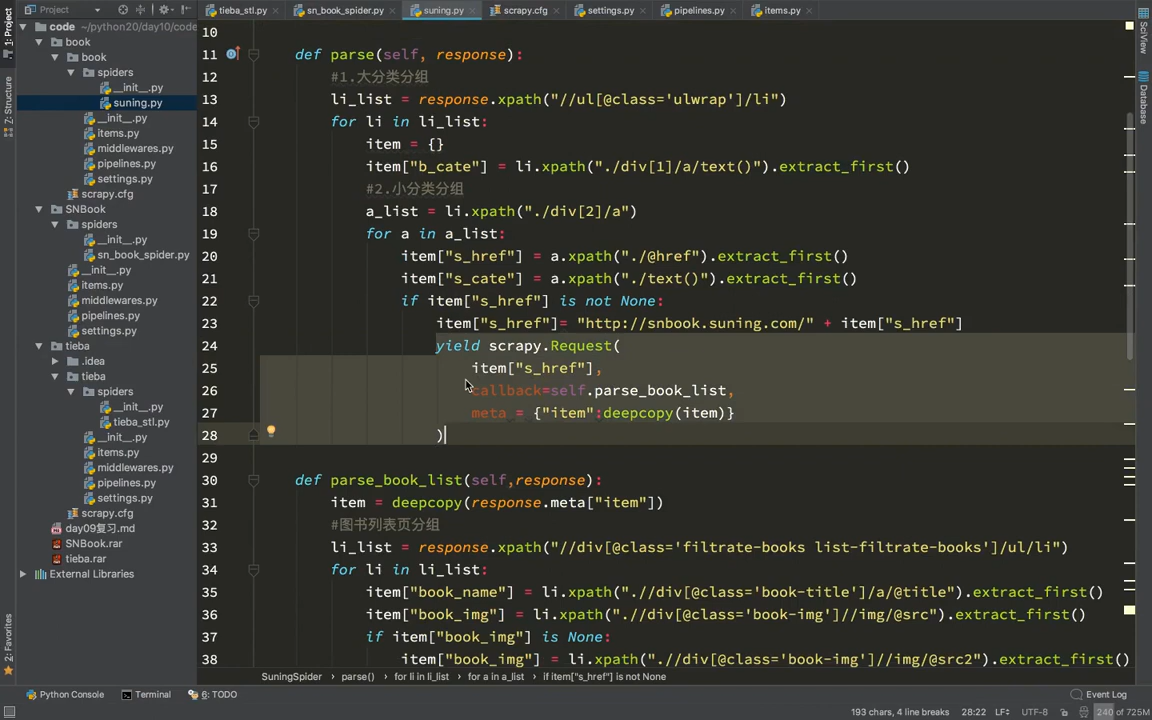 Project
tieba_stl.py
sn_book_spider.py
suning.py
scrapy.cfg
settings.py
pipelines.py
items.py
1: Project
Z: Structure
2: Favorites
SciView
Database
code ~/python20/day10/code
book
book
spiders
__init__.py
suning.py
__init__.py
items.py
middlewares.py
pipelines.py
settings.py
scrapy.cfg
SNBook
spiders
__init__.py
sn_book_spider.py
__init__.py
items.py
middlewares.py
pipelines.py
settings.py
tieba
.idea
tieba
spiders
__init__.py
tieba_stl.py
__init__.py
items.py
middlewares.py
pipelines.py
settings.py
scrapy.cfg
day09复习.md
SNBook.rar
tieba.rar
External Libraries
10
11 def parse(self, response):
12 #1.大分类分组
13 li_list = response.xpath("//ul[@class='ulwrap']/li")
14 for li in li_list:
15 item = {}
16 item["b_cate"] = li.xpath("./div[1]/a/text()").extract_first()
17 #2.小分类分组
18 a_list = li.xpath("./div[2]/a")
19 for a in a_list:
20 item["s_href"] = a.xpath("./@href").extract_first()
21 item["s_cate"] = a.xpath("./text()").extract_first()
22 if item["s_href"] is not None:
23 item["s_href"]= "http://snbook.suning.com/" + item["s_href"]
24 yield scrapy.Request(
25 item["s_href"],
26 callback=self.parse_book_list,
27 meta = {"item":deepcopy(item)}
28 )
29
30 def parse_book_list(self,response):
31 item = deepcopy(response.meta["item"])
32 #图书列表页分组
33 li_list = response.xpath("//div[@class='filtrate-books list-filtrate-books']/ul/li")
34 for li in li_list:
35 item["book_name"] = li.xpath(".//div[@class='book-title']/a/@title").extract_first()
36 item["book_img"] = li.xpath(".//div[@class='book-img']//img/@src").extract_first()
37 if item["book_img"] is None:
38 item["book_img"] = li.xpath(".//div[@class='book-img']//img/@src2").extract_first()
SuningSpider parse() for li in li_list for a in a_list if item["s_href"] is not None
Python Console Terminal 6: TODO Event Log
193 chars, 4 line breaks 28:22 LF UTF-8 240 of 725M